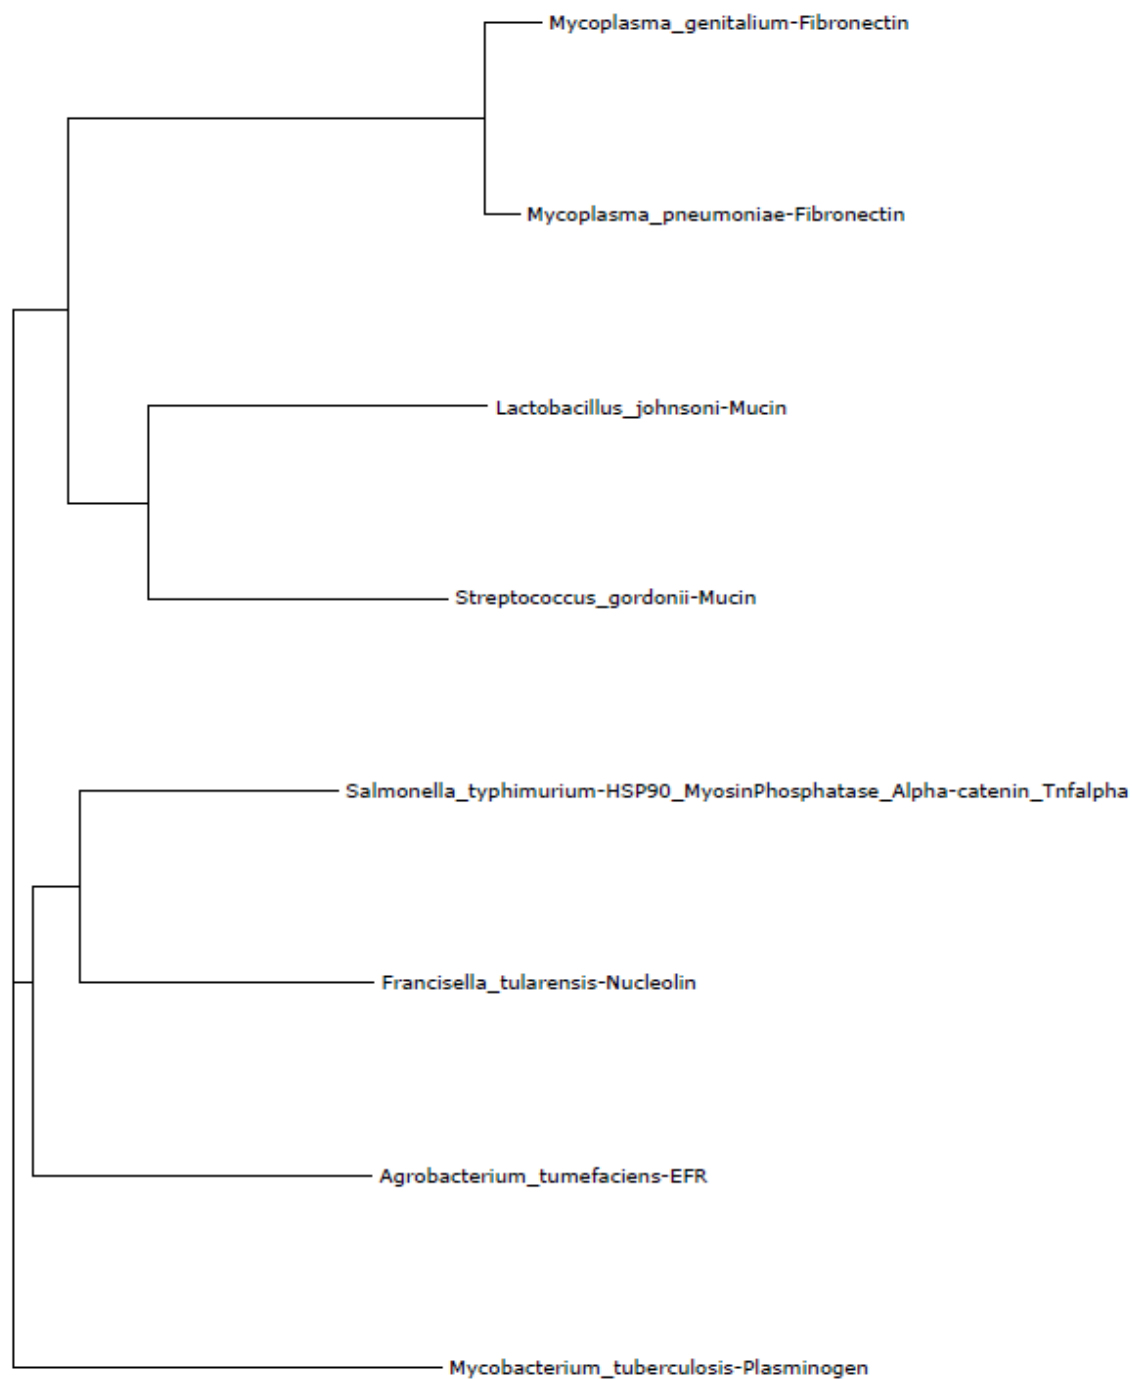 Mycoplasma_genitalium-Fibronectin
Mycoplasma_pneumoniae-Fibronectin
Lactobacillus_johnsoni-Mucin
Streptococcus_gordonii-Mucin
Salmonella_typhimurium-HSP90_MyosinPhosphatase_Alpha-catenin_Tnfalpha
Francisella_tularensis-Nucleolin
Agrobacterium_tumefaciens-EFR
Mycobacterium_tuberculosis-Plasminogen